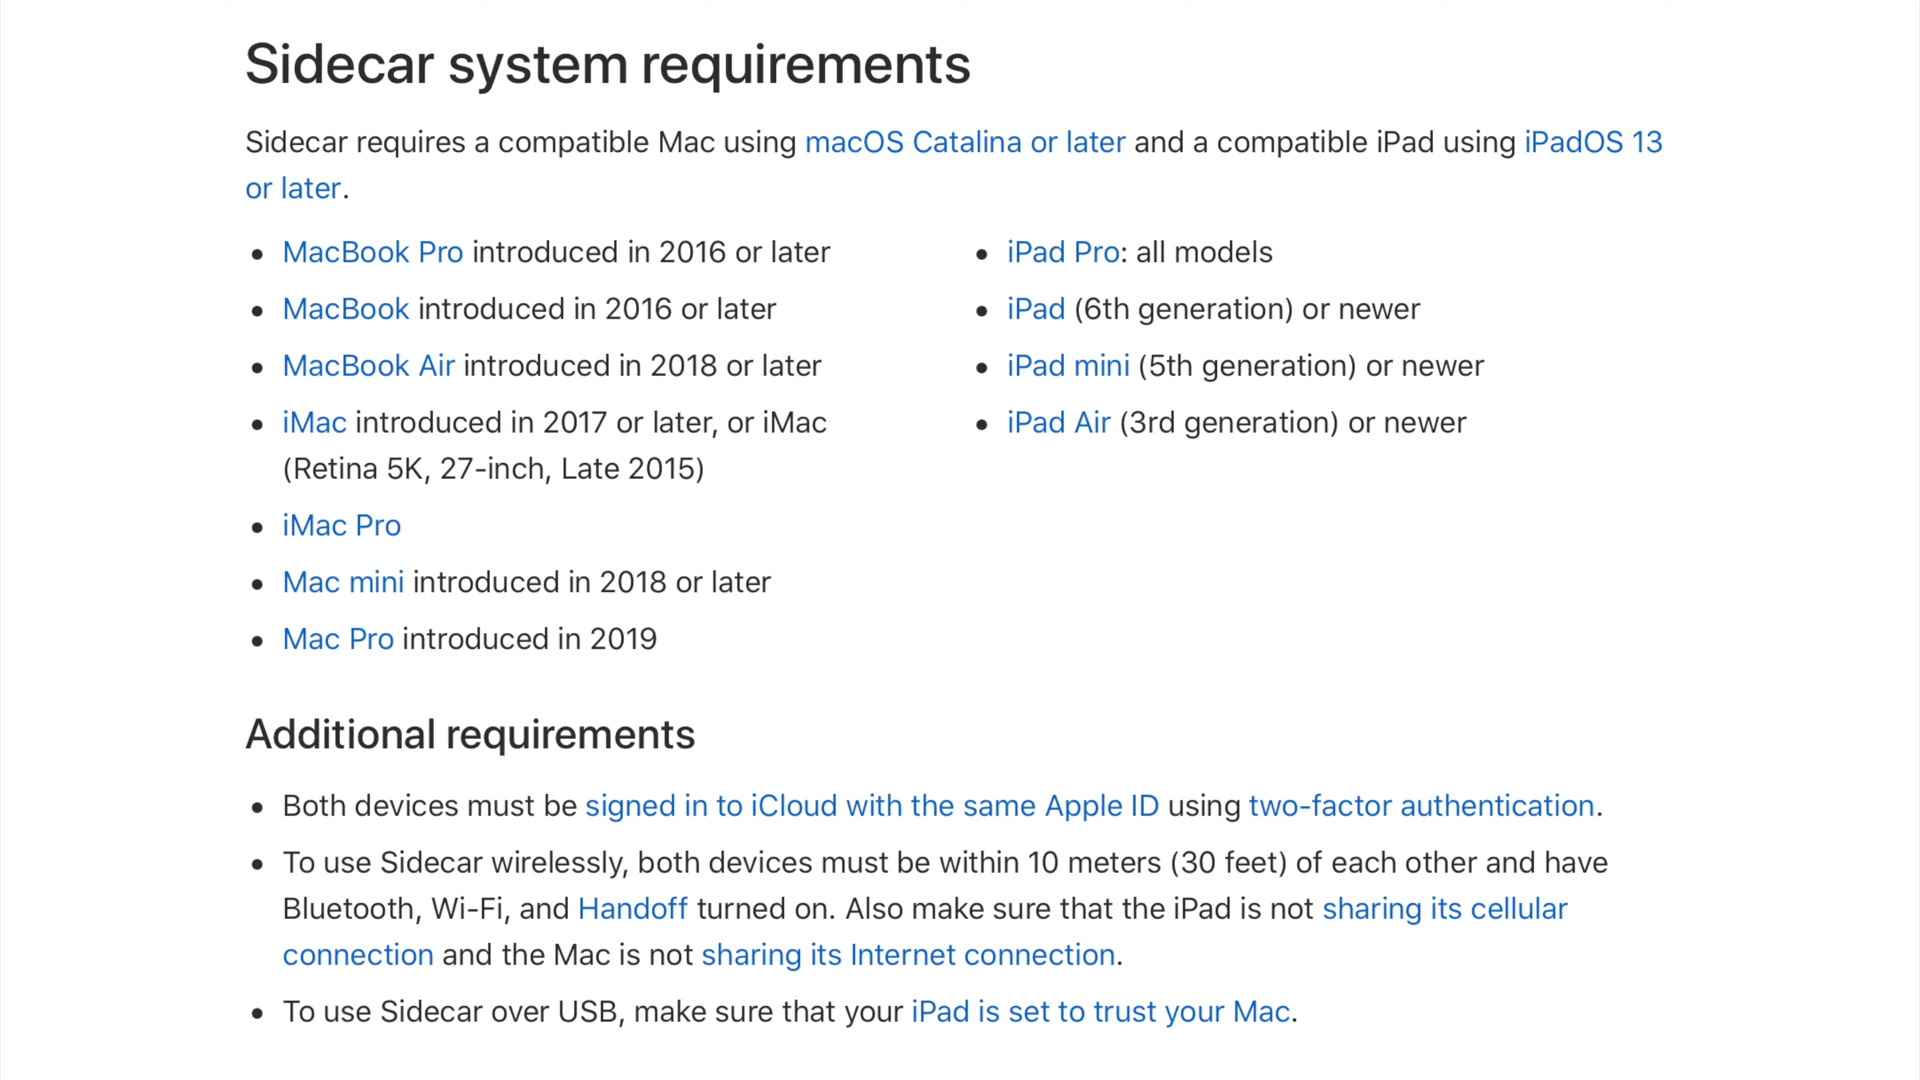 Sidecar system requirements
Sidecar requires a compatible Mac using macOS Catalina or later and a compatible iPad using iPadOS 13
or later.
• MacBook Pro introduced in 2016 or later
• MacBook introduced in 2016 or later
• MacBook Air introduced in 2018 or later
• iMac introduced in 2017 or later, or iMac
(Retina 5K, 27-inch, Late 2015)
• iMac Pro
• Mac mini introduced in 2018 or later
• Mac Pro introduced in 2019
• iPad Pro: all models
• iPad (6th generation) or newer
• iPad mini (5th generation) or newer
• iPad Air (3rd generation) or newer
Additional requirements
• Both devices must be signed in to iCloud with the same Apple ID using two-factor authentication.
• To use Sidecar wirelessly, both devices must be within 10 meters (30 feet) of each other and have
Bluetooth, Wi-Fi, and Handoff turned on. Also make sure that the iPad is not sharing its cellular
connection and the Mac is not sharing its Internet connection.
• To use Sidecar over USB, make sure that your iPad is set to trust your Mac.